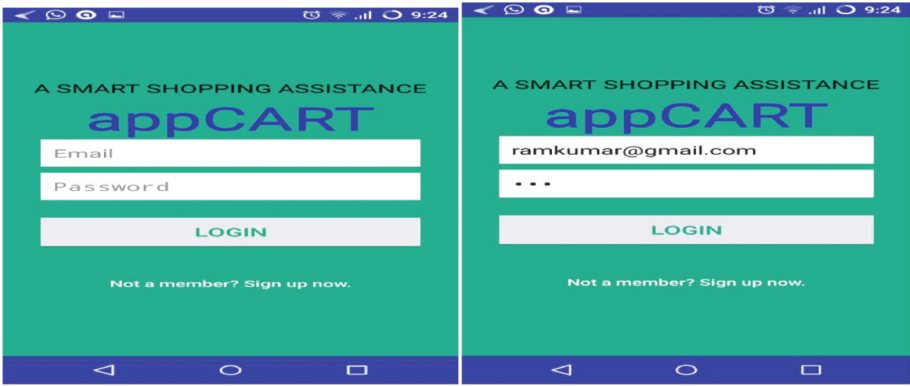 9:24
A SMART SHOPPING ASSISTANCE
appCART
Email
Password
LOGIN
Not a member? Sign up now.
9:24
A SMART SHOPPING ASSISTANCE
appCART
ramkumar@gmail.com
•••
LOGIN
Not a member? Sign up now.